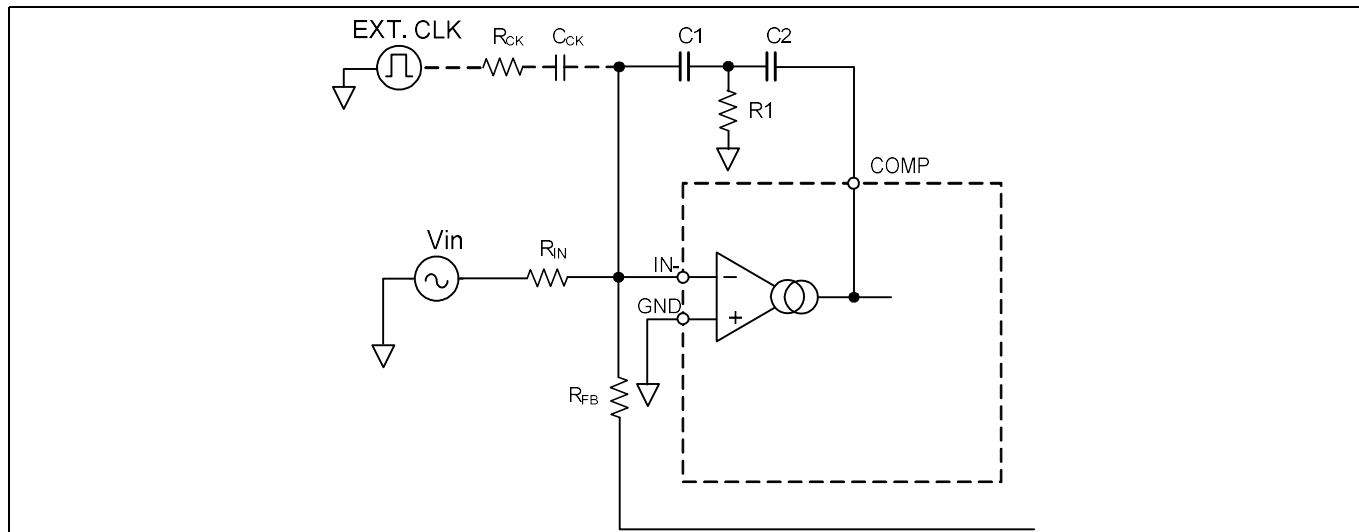 EXT. CLK
RCK
CCK
C1
C2
R1
COMP
Vin
RIN
IN-
GND
RFB